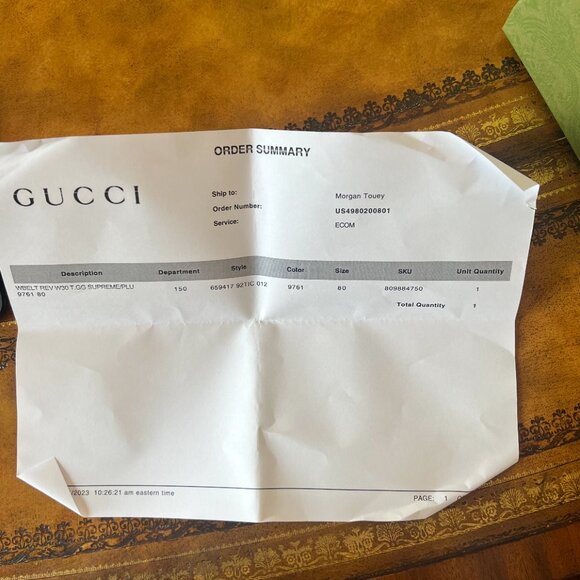 ORDER SUMMARY
GUCCI
Ship to: Morgan Touey
Order Number: US4980200801
Service: ECOM
Description Department Style Color Size SKU Unit Quantity
WBELT REV W30 T.GG SUPREME/PLU 150 659417 92TIC 012 9761 80 809884750 1
9761 80
Total Quantity 1
/2023 10:26:21 am eastern time PAGE: 1